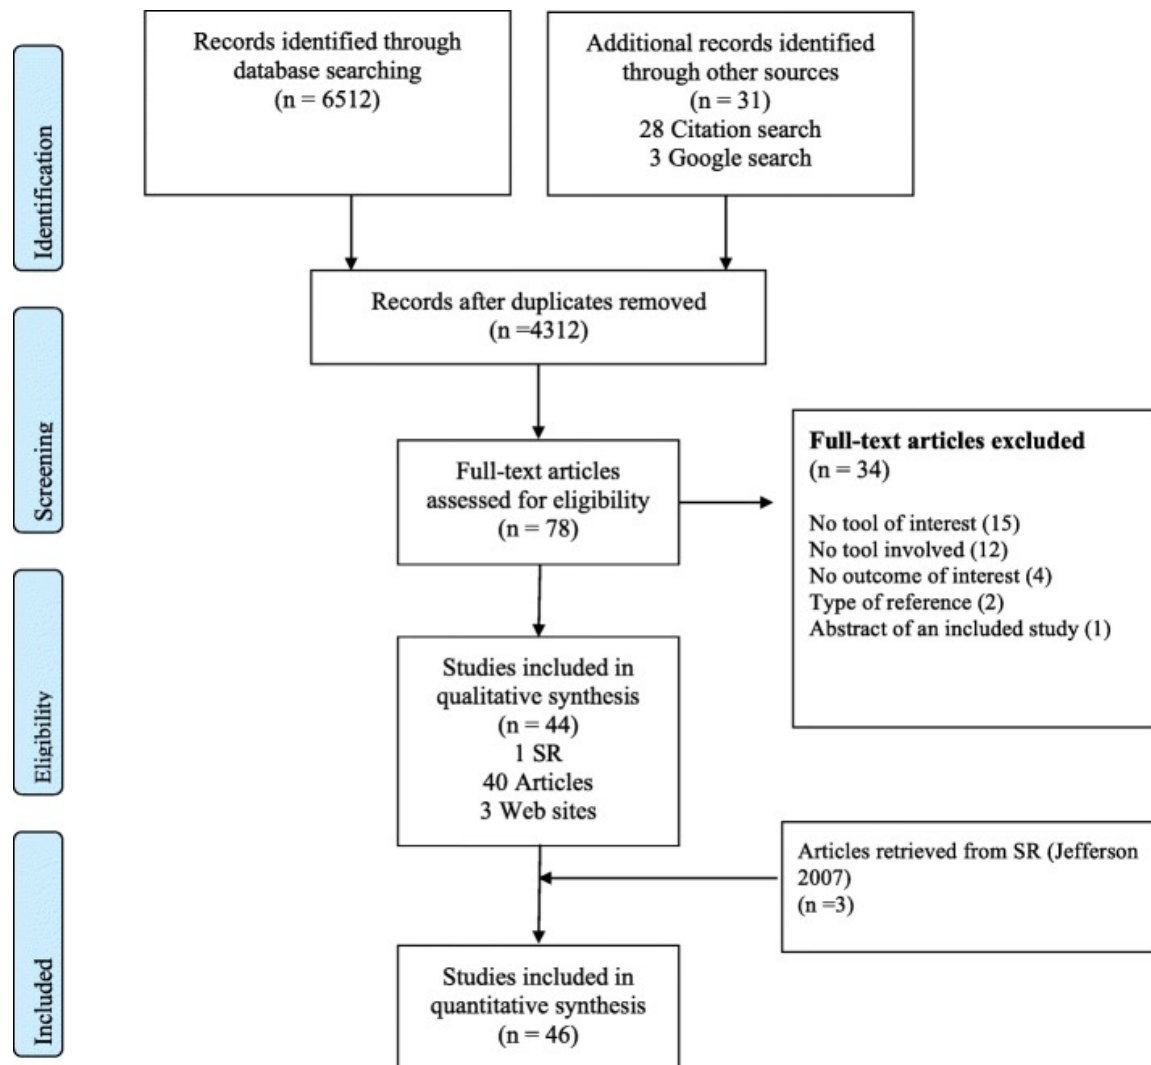 Identification
Records identified through
database searching
(n = 6512)
Additional records identified
through other sources
(n = 31)
28 Citation search
3 Google search
Records after duplicates removed
(n =4312)
Screening
Full-text articles
assessed for eligibility
(n = 78)
Full-text articles excluded
(n = 34)
No tool of interest (15)
No tool involved (12)
No outcome of interest (4)
Type of reference (2)
Abstract of an included study (1)
Eligibility
Studies included in
qualitative synthesis
(n = 44)
1 SR
40 Articles
3 Web sites
Articles retrieved from SR (Jefferson
2007)
(n =3)
Included
Studies included in
quantitative synthesis
(n = 46)